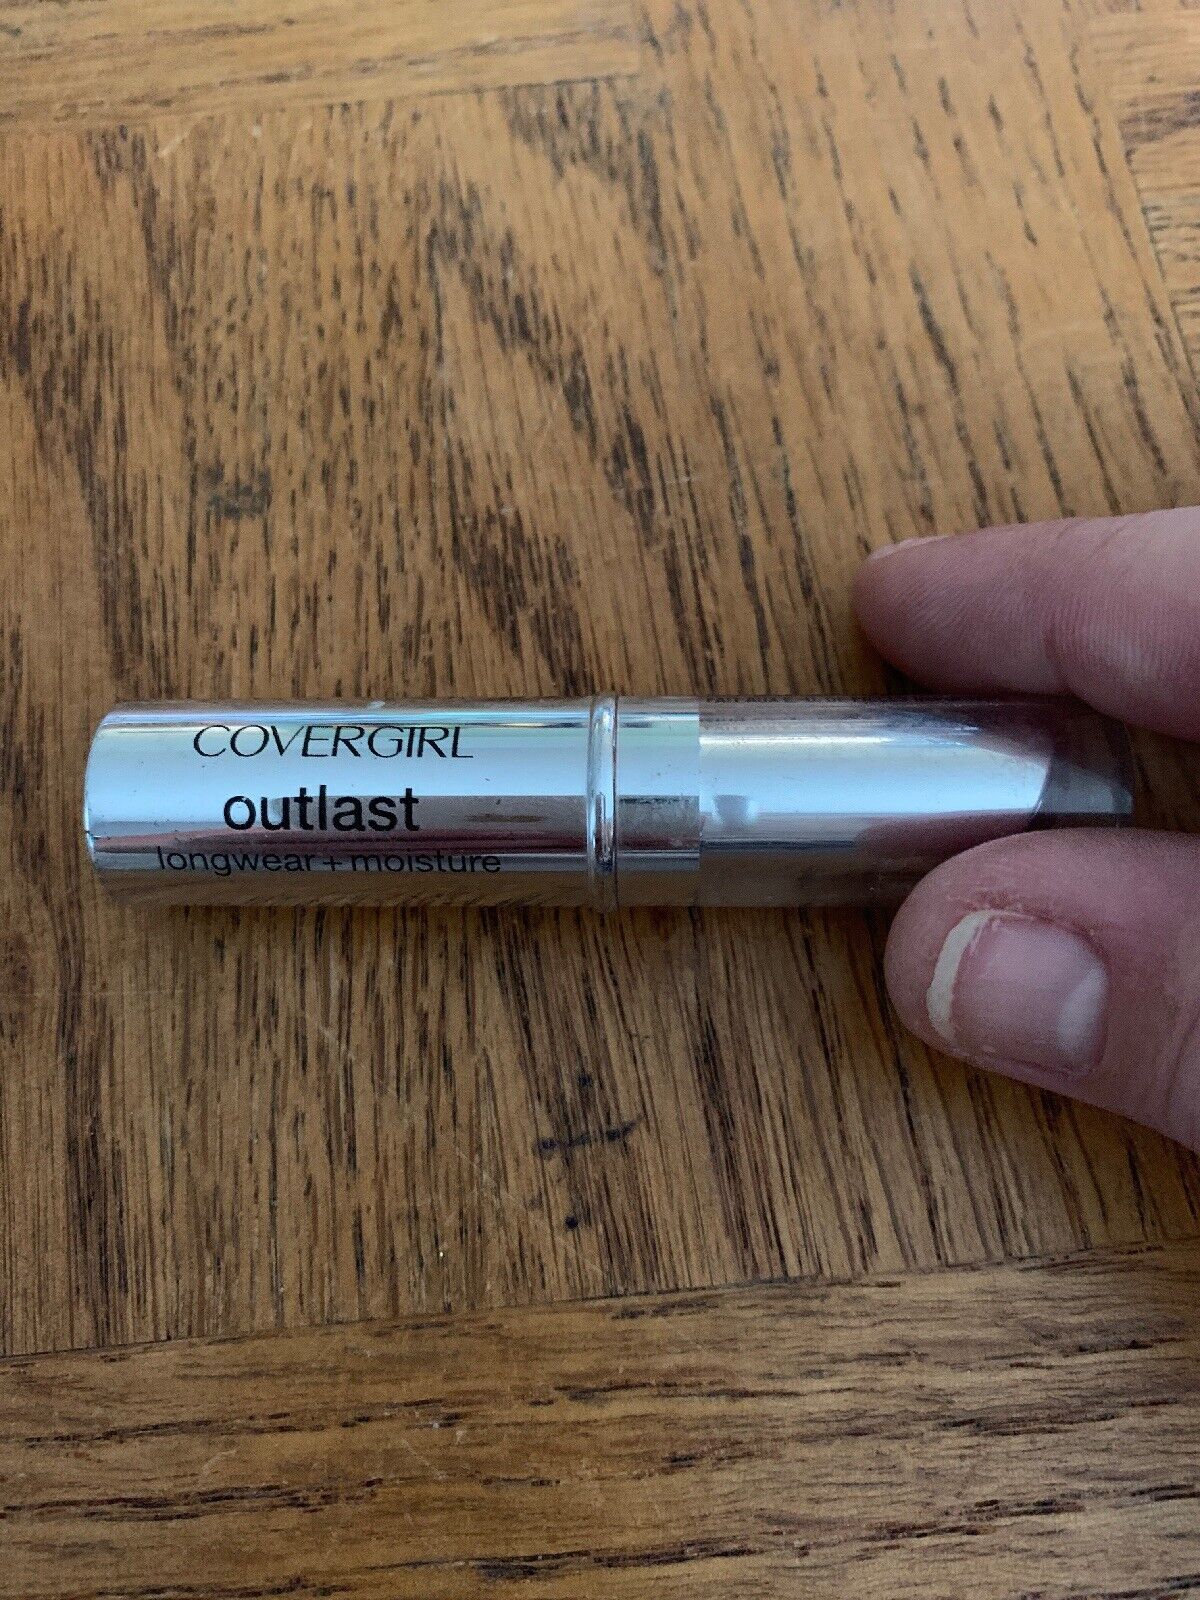 COVERGIRL
outlast
longwear + moisture